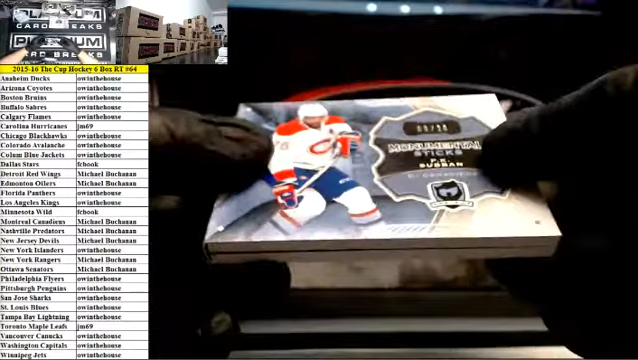 PLATINUM
CARD BREAKS
PLATINUM
CARD BREAKS
2015-16 The Cup Hockey 6 Box RT #64
Anaheim Ducks owinthehouse
Arizona Coyotes owinthehouse
Boston Bruins owinthehouse
Buffalo Sabres owinthehouse
Calgary Flames owinthehouse
Carolina Hurricanes jm69
Chicago Blackhawks owinthehouse
Colorado Avalanche owinthehouse
Colum Blue Jackets owinthehouse
Dallas Stars fcbook
Detroit Red Wings Michael Buchanan
Edmonton Oilers Michael Buchanan
Florida Panthers owinthehouse
Los Angeles Kings owinthehouse
Minnesota Wild fcbook
Montreal Canadiens Michael Buchanan
Nashville Predators Michael Buchanan
New Jersey Devils Michael Buchanan
New York Islanders owinthehouse
New York Rangers Michael Buchanan
Ottawa Senators Michael Buchanan
Philadelphia Flyers owinthehouse
Pittsburgh Penguins owinthehouse
San Jose Sharks owinthehouse
St. Louis Blues owinthehouse
Tampa Bay Lightning owinthehouse
Toronto Maple Leafs jm69
Vancouver Canucks owinthehouse
Washington Capitals owinthehouse
Winnipeg Jets owinthehouse
MONUMENTAL
STICKS
P.K.
SUBBAN